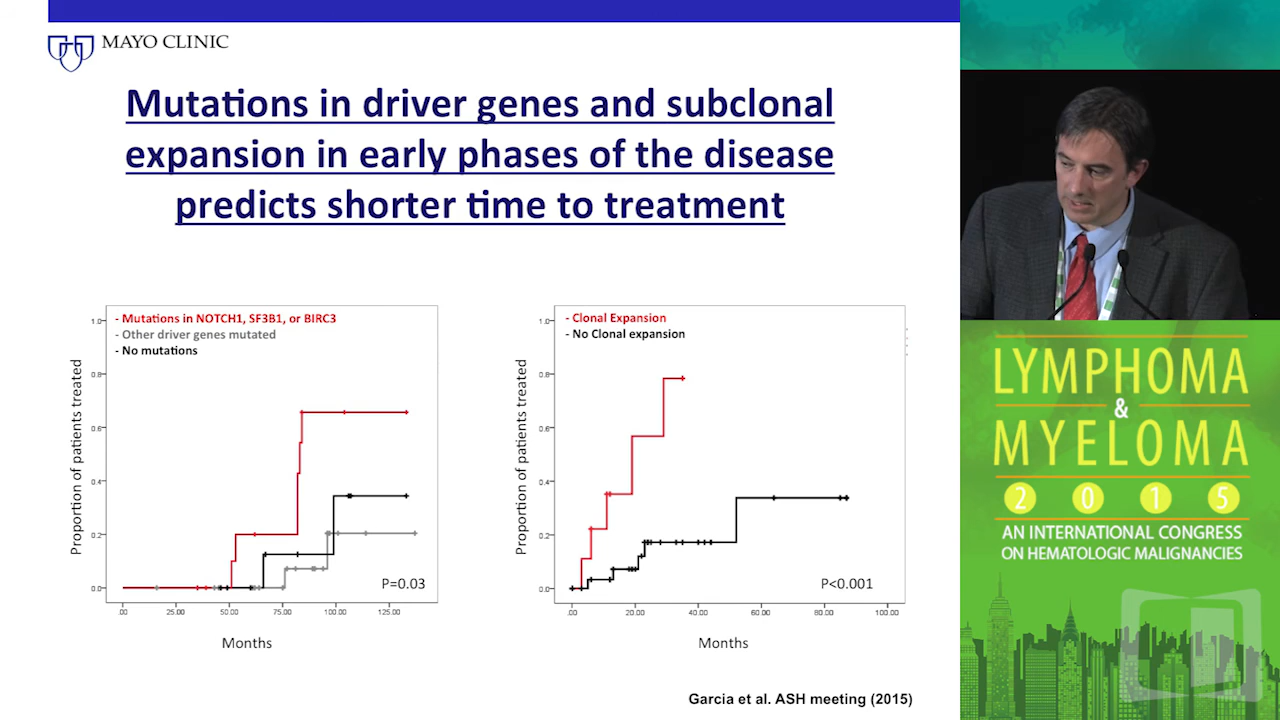 MAYO CLINIC
Mutations in driver genes and subclonal
expansion in early phases of the disease
predicts shorter time to treatment
- Mutations in NOTCH1, SF3B1, or BIRC3
- Other driver genes mutated
- No mutations
Proportion of patients treated
1.0
0.8
0.6
0.4
0.2
0.0
P=0.03
.00 25.00 50.00 75.00 100.00 125.00
Months
- Clonal Expansion
- No Clonal expansion
Proportion of patients treated
1.0
0.8
0.6
0.4
0.2
0.0
P<0.001
.00 20.00 40.00 60.00 80.00 100.00
Months
Garcia et al. ASH meeting (2015)
LYMPHOMA
&
MYELOMA
2 0 1 5
AN INTERNATIONAL CONGRESS
ON HEMATOLOGIC MALIGNANCIES